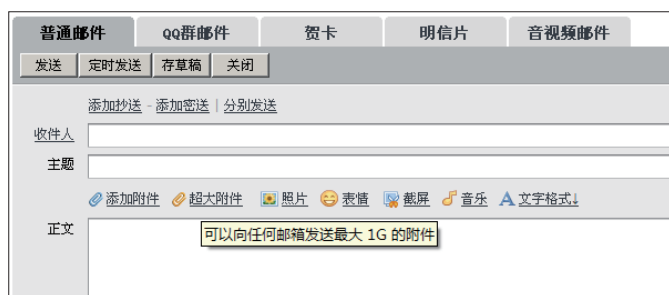 普通邮件 QQ群邮件 贺卡 明信片 音视频邮件
发送 定时发送 存草稿 关闭
添加抄送 - 添加密送 | 分别发送
收件人
主题
添加附件 超大附件 照片 表情 截屏 音乐 A 文字格式↓
正文
可以向任何邮箱发送最大 1G 的附件